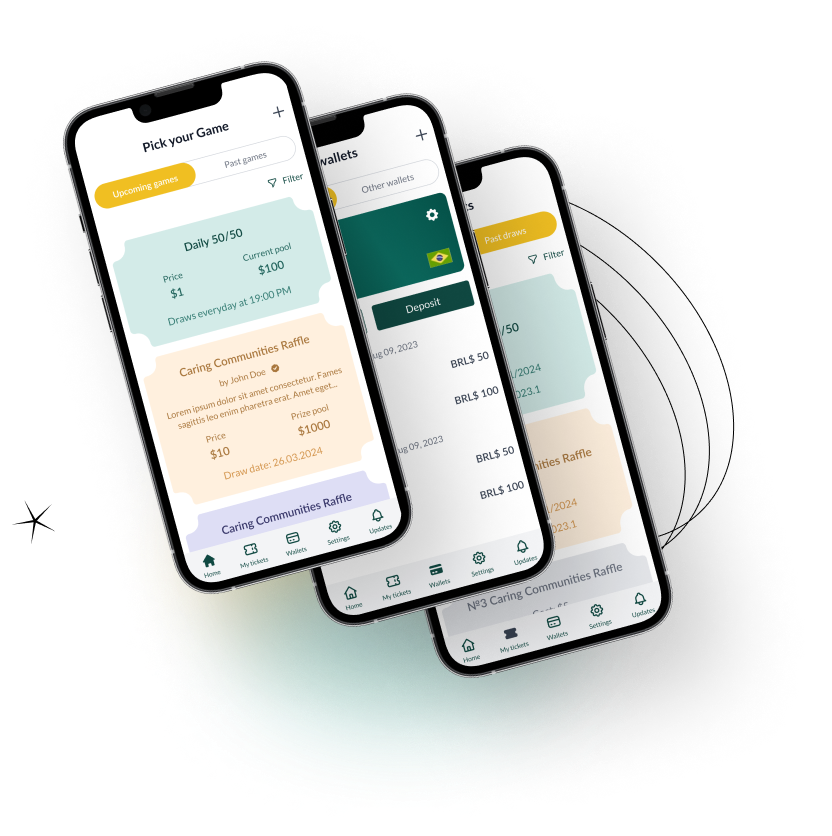 Pick your Game
Upcoming games
Past games
Filter
Daily 50/50
Price
Current pool
$1
$100
Draws everyday at 19:00 PM
Caring Communities Raffle
by John Doe
Lorem ipsum dolor sit amet consectetur. Fames
sagittis leo enim pharetra erat. Amet eget...
Price
Prize pool
$10
$1000
Draw date: 26.03.2024
Caring Communities Raffle
Home
My tickets
Wallets
Settings
Updates
wallets
Other wallets
Deposit
ug 09, 2023
BRL$ 50
BRL$ 100
ug 09, 2023
BRL$ 50
BRL$ 100
Home
My tickets
Wallets
Settings
Updates
ts
Past draws
Filter
/50
/2024
023.1
nities Raffle
/2024
023.1
№3 Caring Communities Raffle
Home
My tickets
Wallets
Settings
Updates